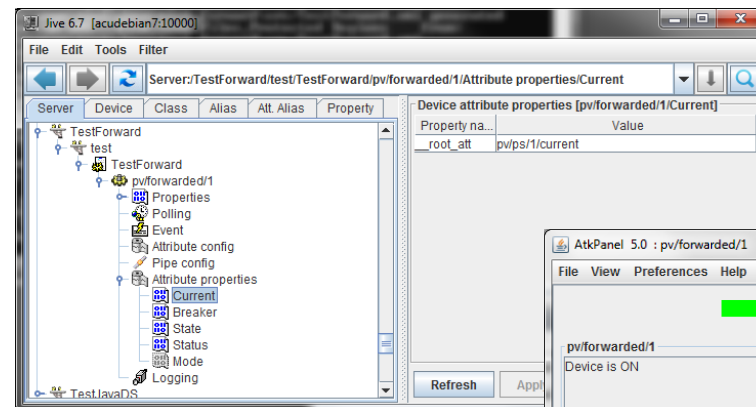 Jive 6.7 [acudebian7:10000]
File Edit Tools Filter
Server:/TestForward/test/TestForward/pv/forwarded/1/Attribute properties/Current
Server Device Class Alias Att. Alias Property
TestForward
test
TestForward
pv/forwarded/1
Properties
Polling
Event
Attribute config
Pipe config
Attribute properties
Current
Breaker
State
Status
Mode
Logging
TestJavaDS
Device attribute properties [pv/forwarded/1/Current]
Property na... Value
__root_att pv/ps/1/current
Refresh Appl
AtkPanel 5.0 : pv/forwarded/1
File View Preferences Help
pv/forwarded/1
Device is ON